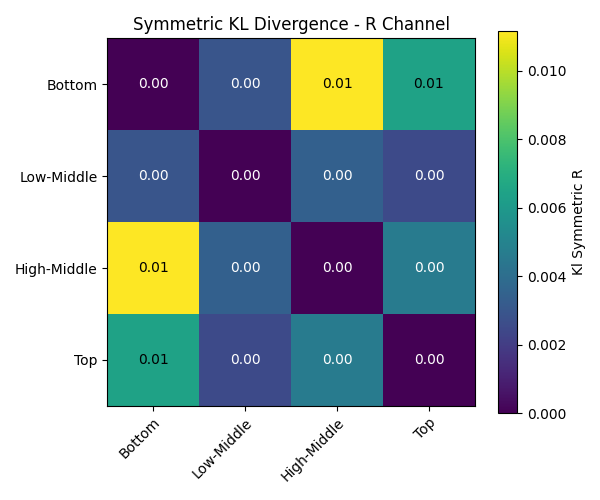 Symmetric KL Divergence - R Channel
Bottom
0.00
0.00
0.01
0.01
Low-Middle
0.00
0.00
0.00
0.00
High-Middle
0.01
0.00
0.00
0.00
Top
0.01
0.00
0.00
0.00
Bottom
Low-Middle
High-Middle
Top
0.010
0.008
0.006
0.004
0.002
0.000
Kl Symmetric R